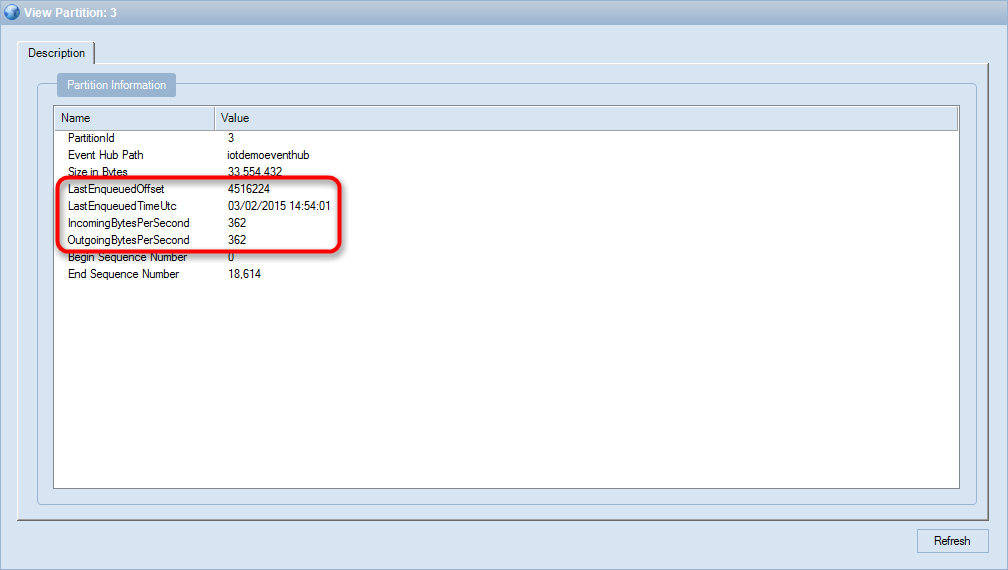 View Partition: 3
Description
Partition Information
Name Value
PartitionId 3
Event Hub Path iotdemoeventhub
Size in Bytes 33,554,432
LastEnqueuedOffset 4516224
LastEnqueuedTimeUtc 03/02/2015 14:54:01
IncomingBytesPerSecond 362
OutgoingBytesPerSecond 362
Begin Sequence Number 0
End Sequence Number 18,614
Refresh